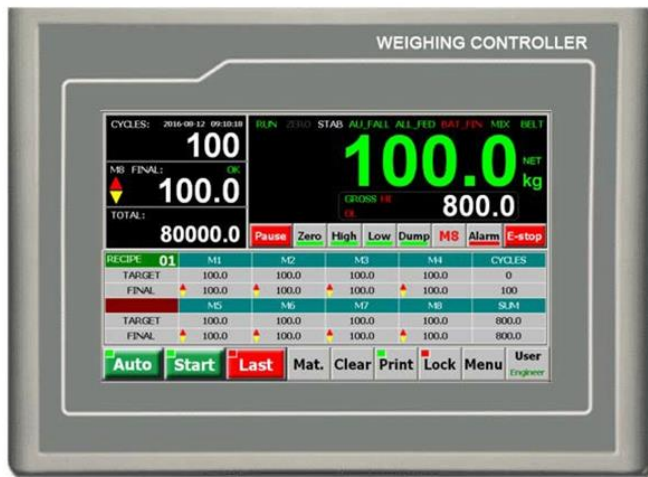 WEIGHING CONTROLLER
CYCLES: 2016-08-12 09:10:18
100
M8 FINAL: OK
100.0
TOTAL:
80000.0
RUN ZERO STAB AU_FALL ALL_FED BAT_FIN MIX BELT
100.0 NET kg
GROSS
800.0
Pause Zero High Low Dump M8 Alarm E-stop
RECIPE 01 M1 M2 M3 M4 CYCLES
TARGET 100.0 100.0 100.0 100.0 0
FINAL 100.0 100.0 100.0 100.0 100
M5 M6 M7 M8 SUM
TARGET 100.0 100.0 100.0 100.0 800.0
FINAL 100.0 100.0 100.0 100.0 800.0
Auto Start Last Mat. Clear Print Lock Menu User
Engineer